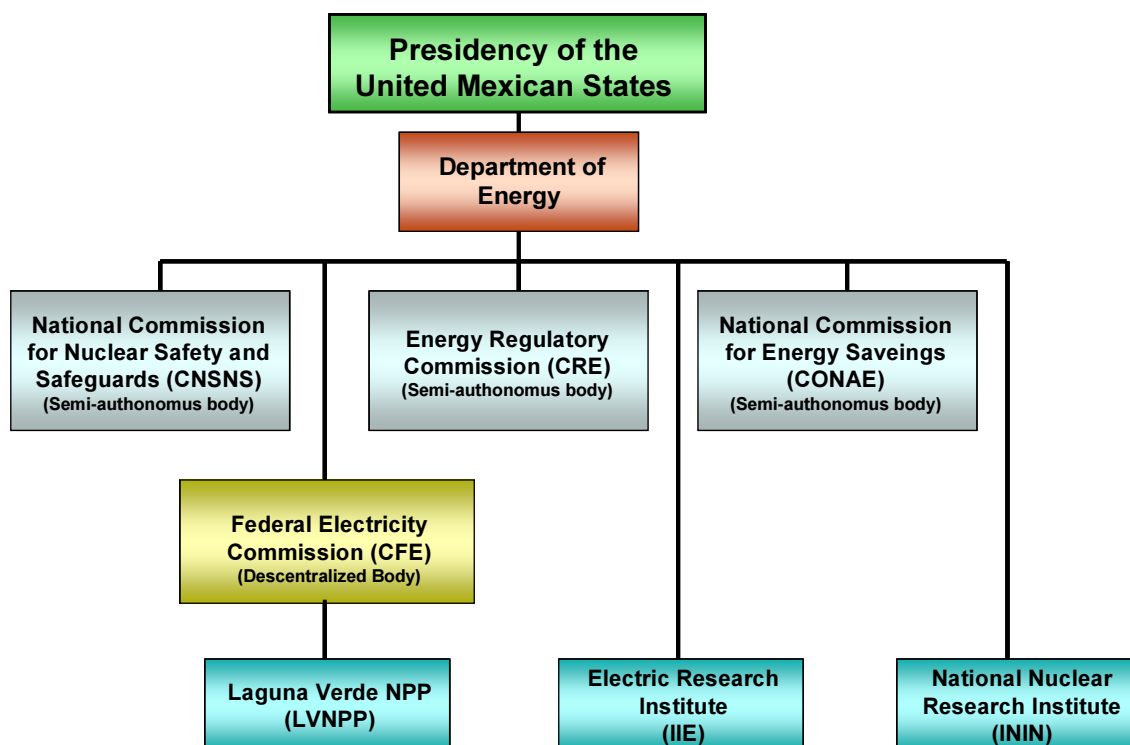 Presidency of the
United Mexican States
Department of
Energy
National Commission
for Nuclear Safety and
Safeguards (CNSNS)
(Semi-authonomus body)
Energy Regulatory
Commission (CRE)
(Semi-authonomus body)
National Commission
for Energy Saveings
(CONAE)
(Semi-authonomus body)
Federal Electricity
Commission (CFE)
(Descentralized Body)
Laguna Verde NPP
(LVNPP)
Electric Research
Institute
(IIE)
National Nuclear
Research Institute
(ININ)